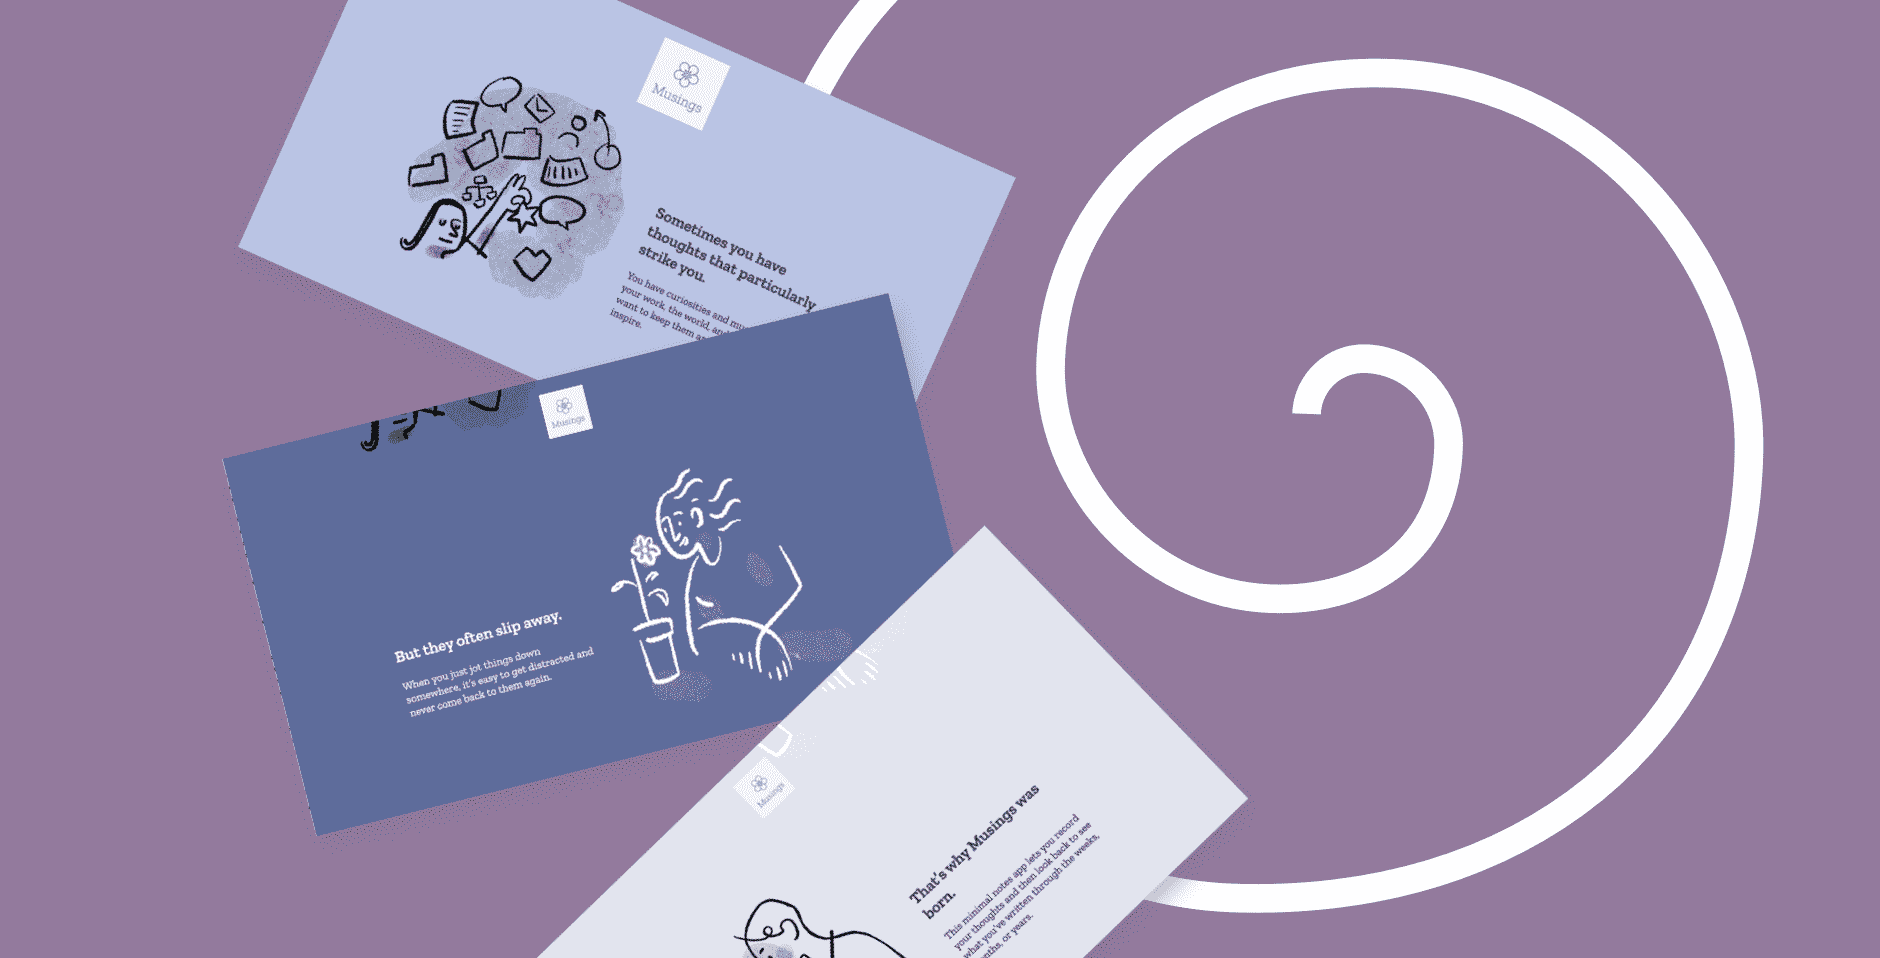 Musings
Sometimes you have
thoughts that particularly
strike you.
You have curiosities and
your work, the world, and
want to keep them
inspire.
Musings
But they often slip away.
When you just jot things down
somewhere, it's easy to get distracted and
never come back to them again.
Musings
That's why Musings was
born.
This minimal notes app lets you record
your thoughts and then look back to see
what you've written through the weeks,
or years.